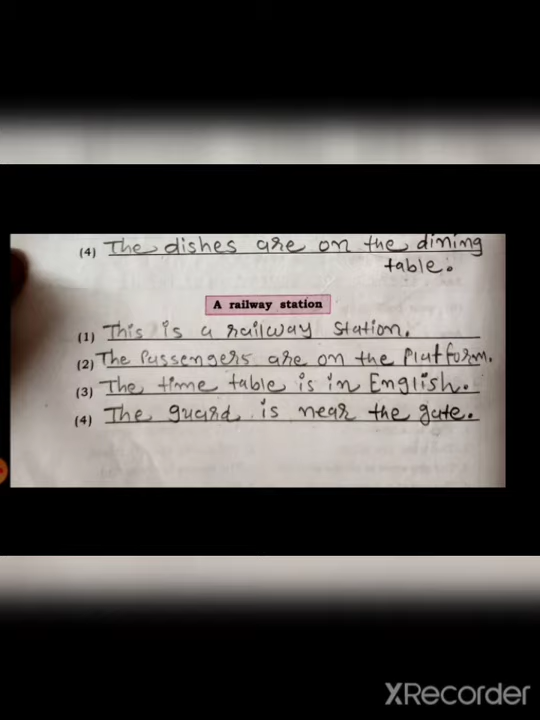 (4) The dishes are on the dining
table.
A railway station
(1) This is a railway station.
(2) The Passengers are on the Platform.
(3) The time table is in English.
(4) The guard is near the gate.
XRecorder